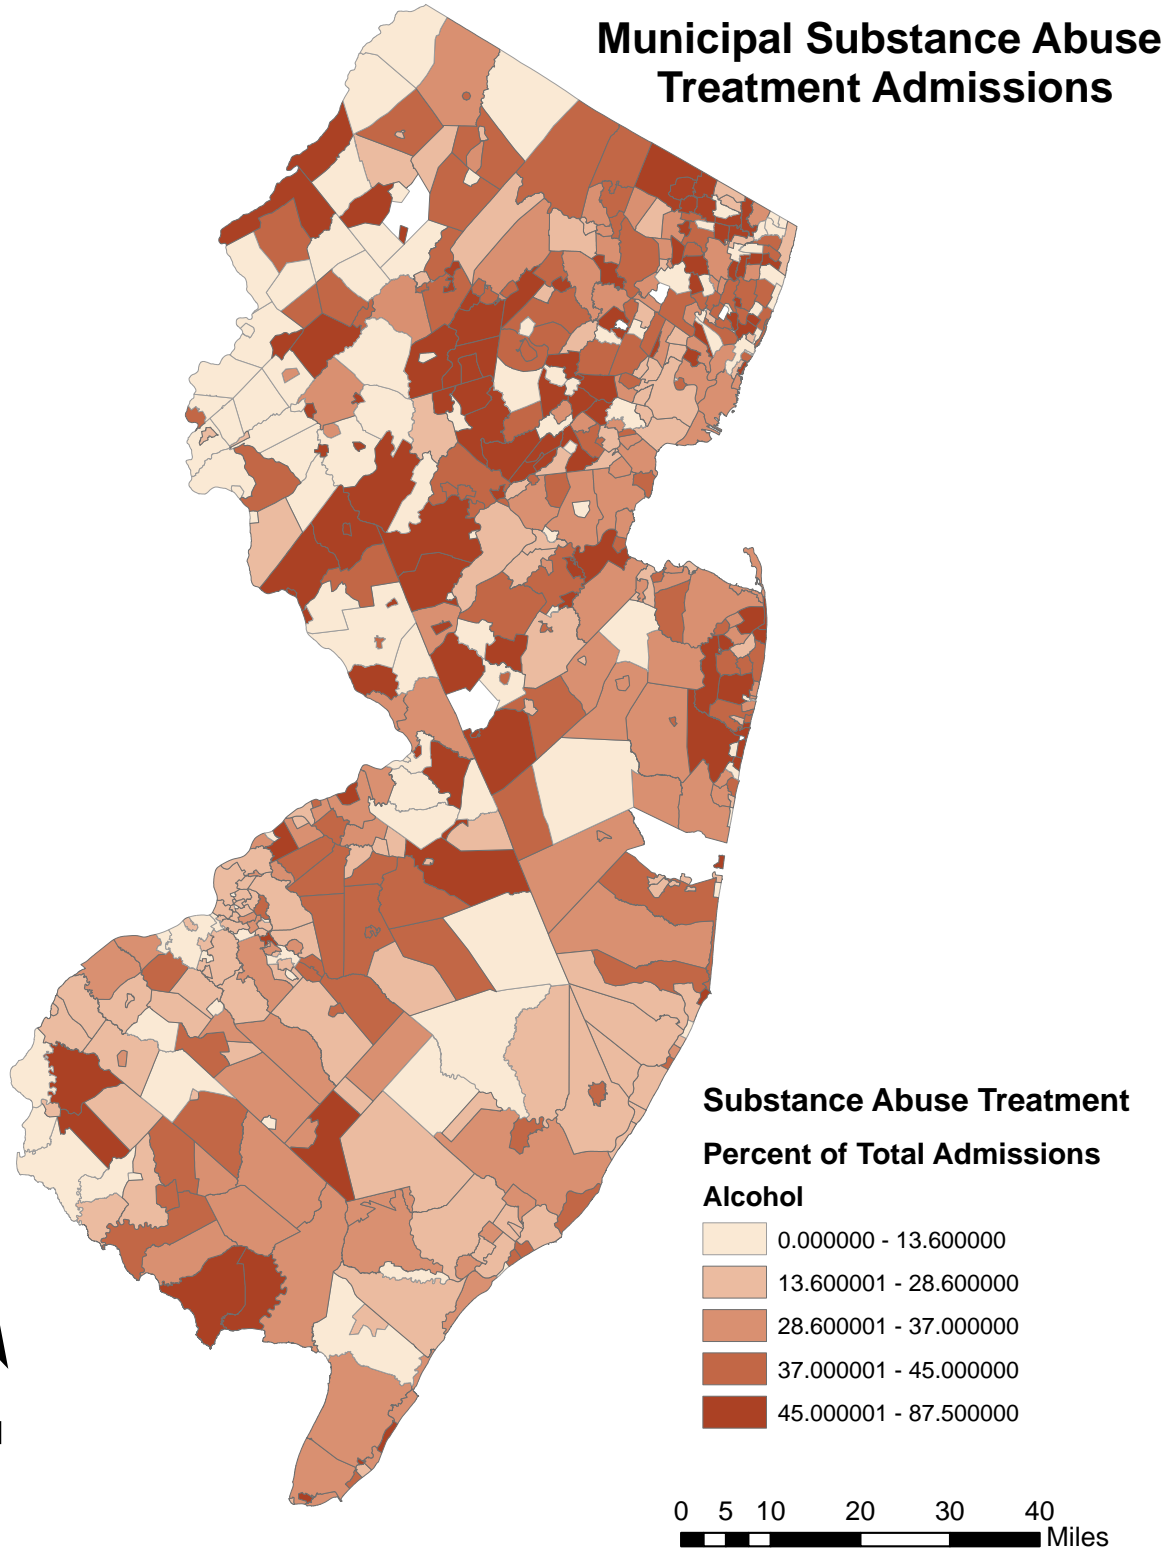 Municipal Substance Abuse
Treatment Admissions
Substance Abuse Treatment
Percent of Total Admissions
Alcohol
0.000000 - 13.600000
13.600001 - 28.600000
28.600001 - 37.000000
37.000001 - 45.000000
45.000001 - 87.500000
0 5 10 20 30 40
Miles